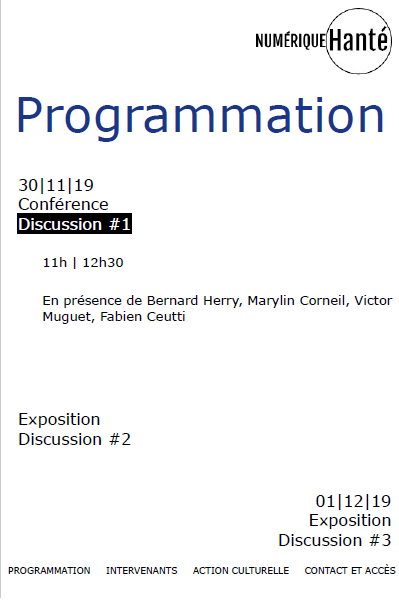 NUMÉRIQUE Hanté
Programmation
30|11|19
Conférence
Discussion #1
11h | 12h30
En présence de Bernard Herry, Marylin Corneil, Victor
Muguet, Fabien Ceutti
Exposition
Discussion #2
01|12|19
Exposition
Discussion #3
PROGRAMMATION INTERVENANTS ACTION CULTURELLE CONTACT ET ACCÈS